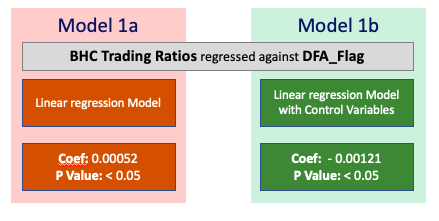 Model 1a
Model 1b
BHC Trading Ratios regressed against DFA_Flag
Linear regression Model
Linear regression Model
with Control Variables
Coef: 0.00052
P Value: < 0.05
Coef:  - 0.00121
P Value: < 0.05